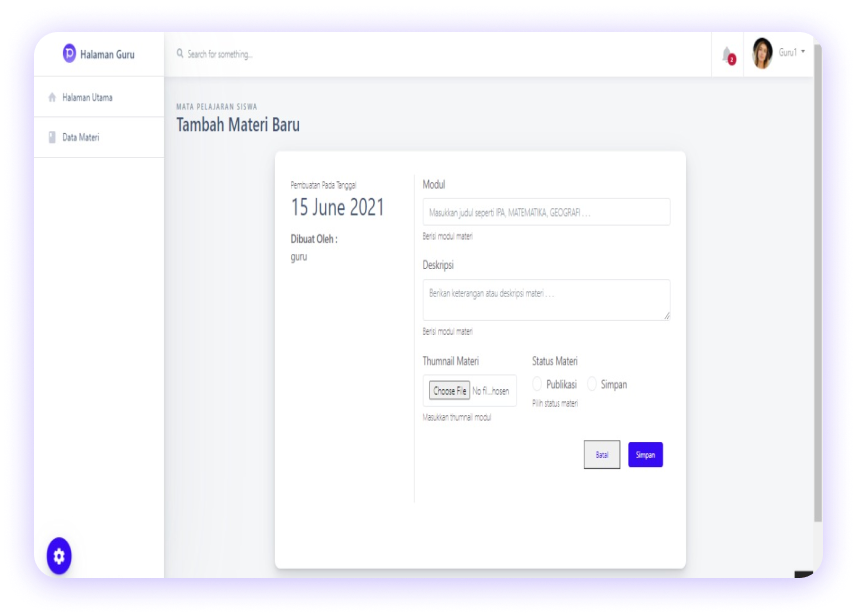 Halaman Guru
Search for something...
2
Guru1
Halaman Utama
Data Materi
MATA PELAJARAN SISWA
Tambah Materi Baru
Pembuatan Pada Tanggal
15 June 2021
Dibuat Oleh :
guru
Modul
Masukkan judul seperti IPA, MATEMATIKA, GEOGRAFI . . .
Berisi modul materi
Deskripsi
Berikan keterangan atau deskripsi materi . . .
Berisi modul materi
Thumnail Materi
Status Materi
Choose File No fil...hosen
Publikasi
Simpan
Pilih status materi
Masukkan thumnail modul
Batal
Simpan